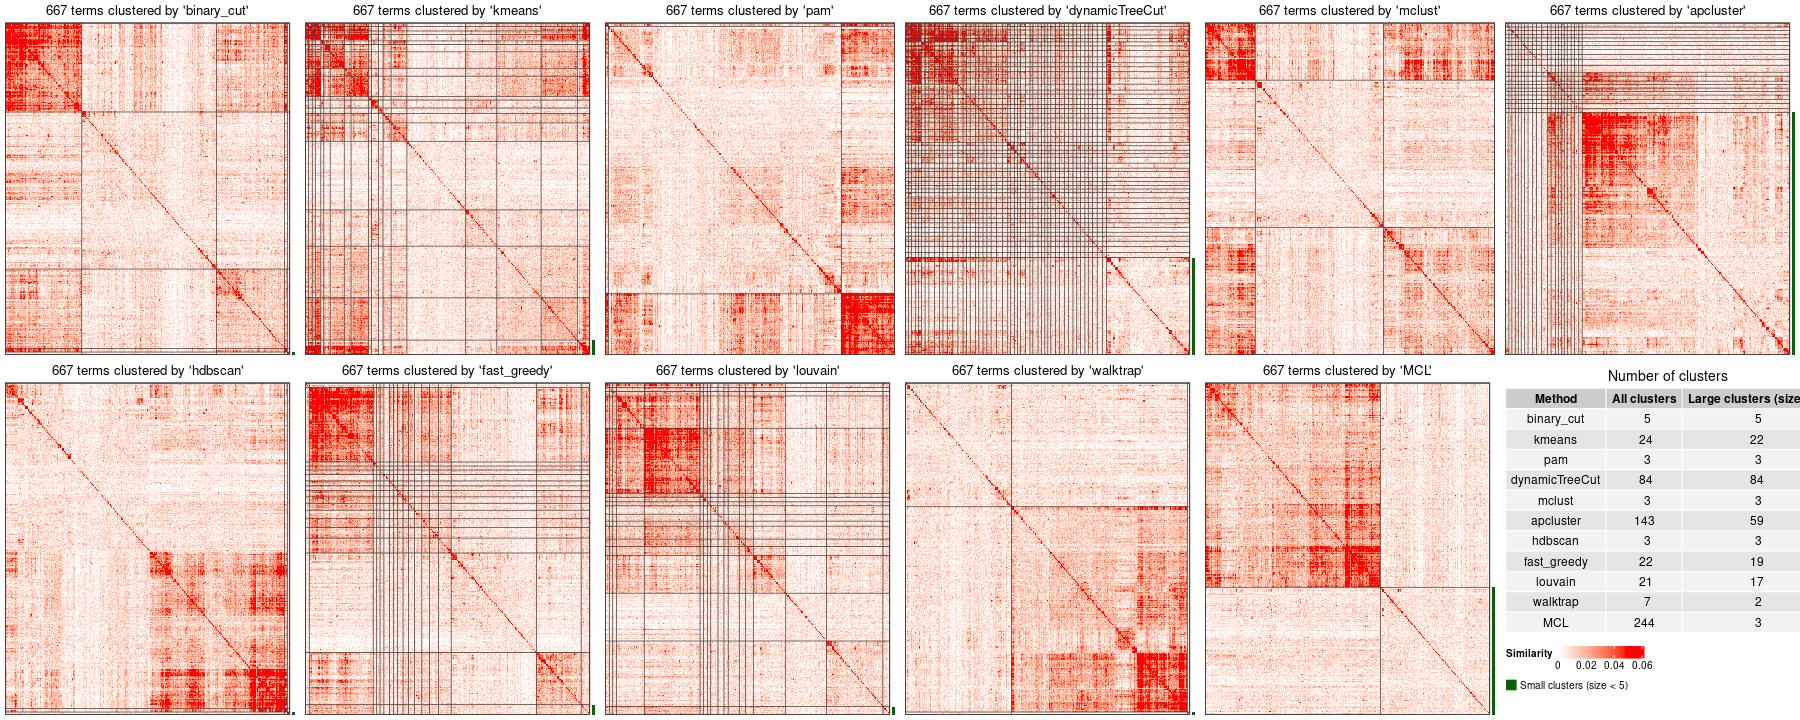 667 terms clustered by 'binary_cut'
667 terms clustered by 'kmeans'
667 terms clustered by 'pam'
667 terms clustered by 'dynamicTreeCut'
667 terms clustered by 'mclust'
667 terms clustered by 'apcluster'
667 terms clustered by 'hdbscan'
667 terms clustered by 'fast_greedy'
667 terms clustered by 'louvain'
667 terms clustered by 'walktrap'
667 terms clustered by 'MCL'
Number of clusters
Method All clusters Large clusters (size
binary_cut 5 5
kmeans 24 22
pam 3 3
dynamicTreeCut 84 84
mclust 3 3
apcluster 143 59
hdbscan 3 3
fast_greedy 22 19
louvain 21 17
walktrap 7 2
MCL 244 3
Similarity
0 0.02 0.04 0.06
Small clusters (size < 5)